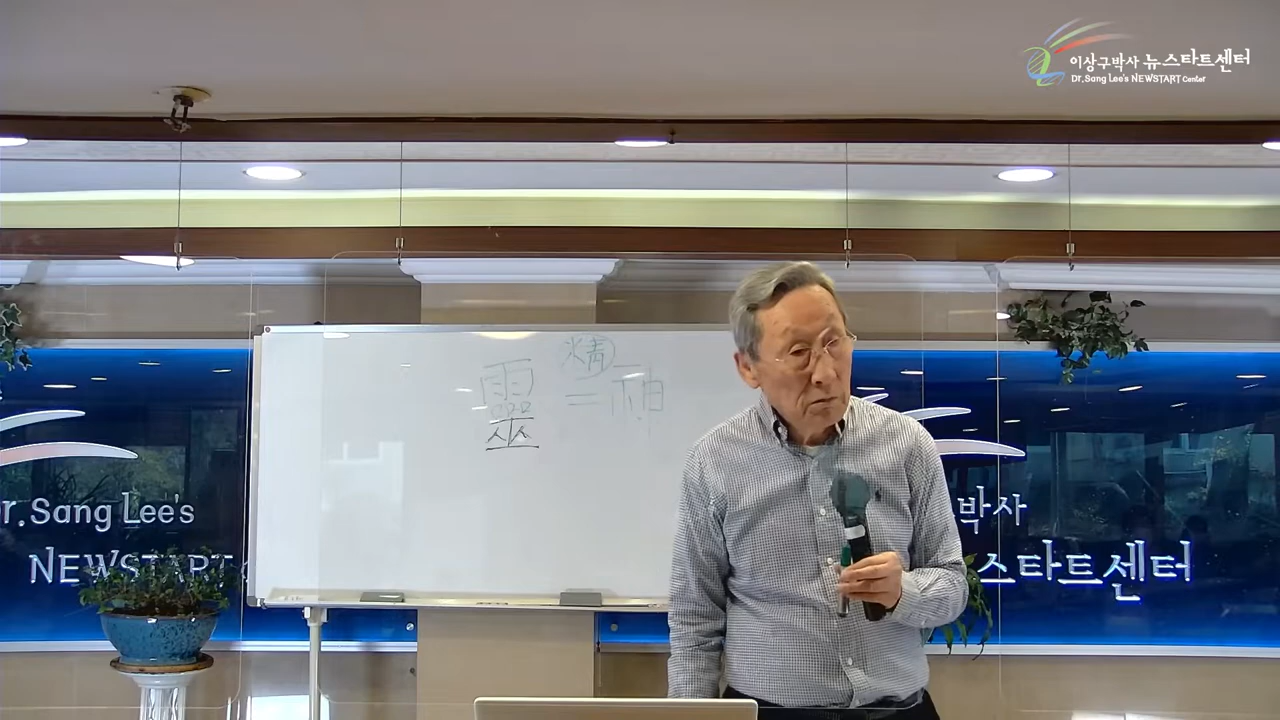 이상구박사 뉴스타트센터
Dr. Sang Lee's NEWSTART Center
精
靈 = 神
r. Sang Lee's
NEWSTART
박사
스타트센터